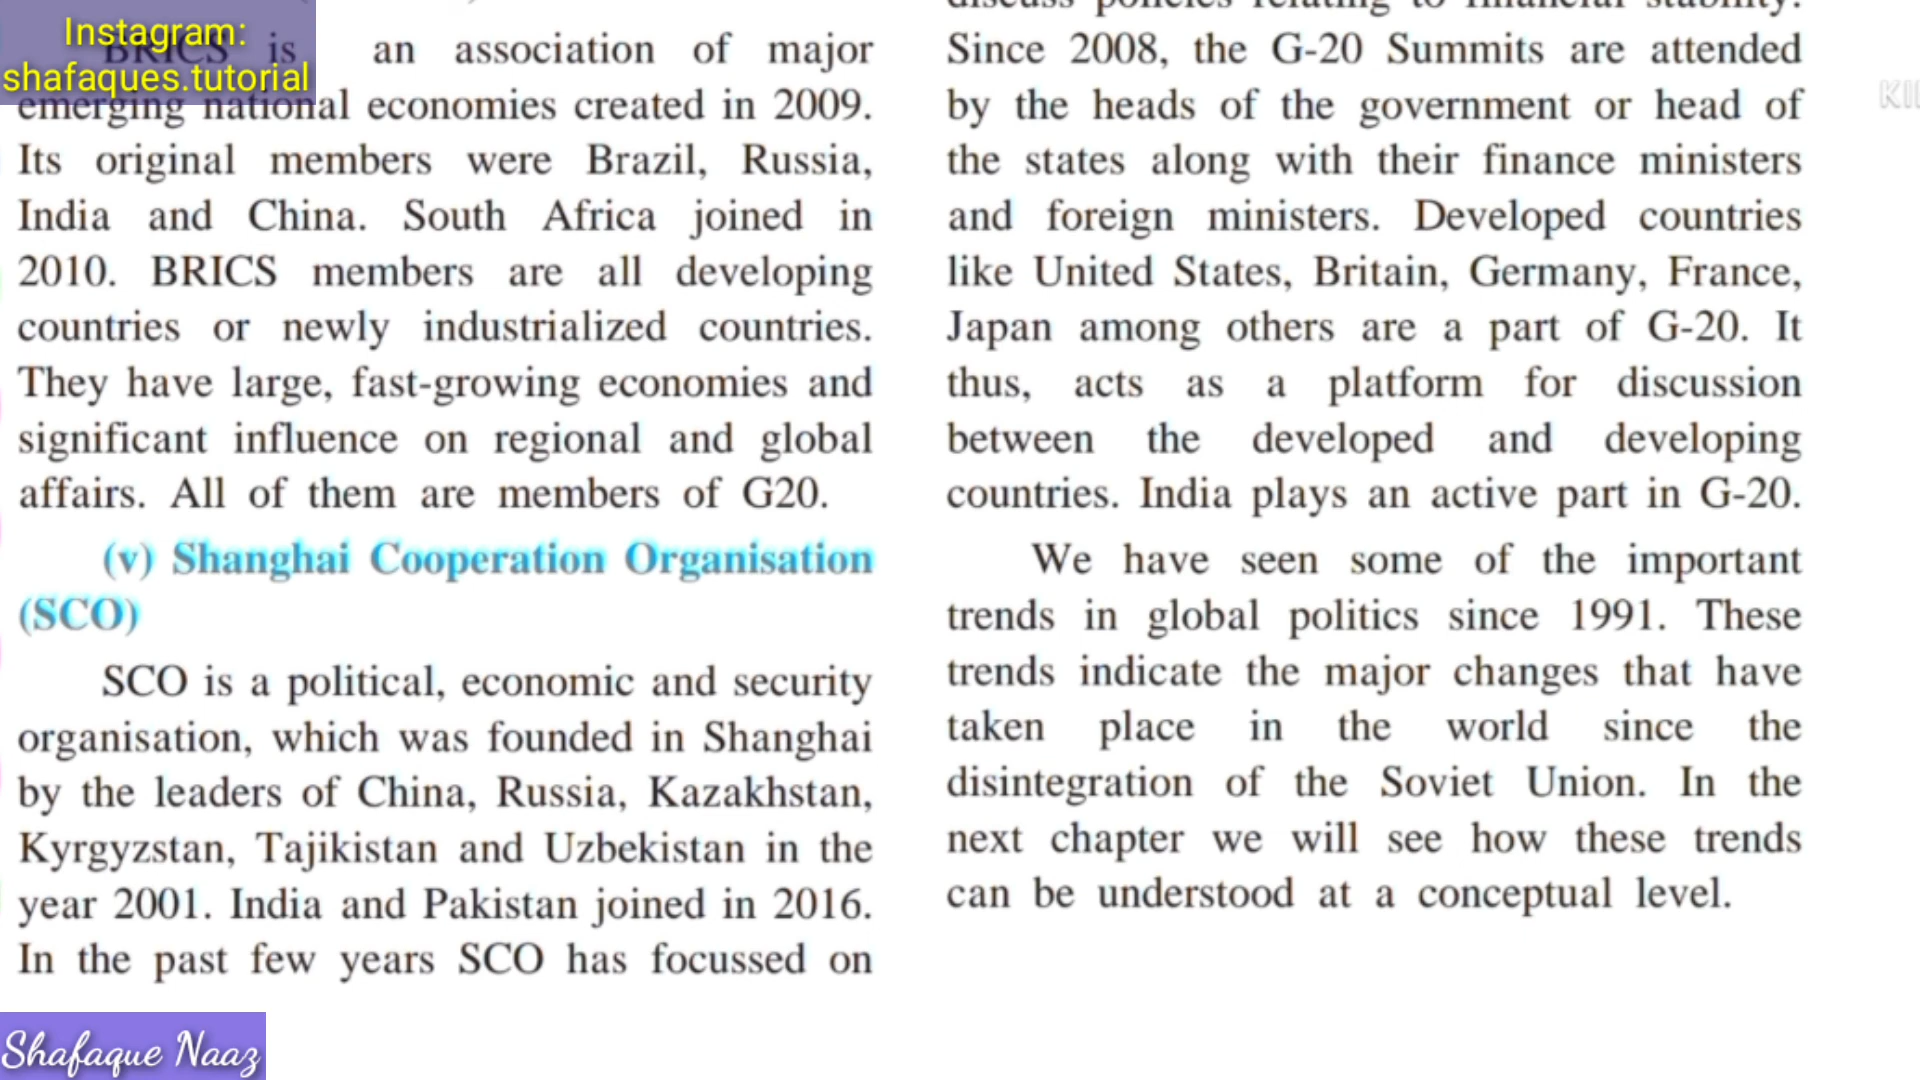 Instagram:
shafaques.tutorial
BRICS is an association of major
emerging national economies created in 2009.
Its original members were Brazil, Russia,
India and China. South Africa joined in
2010. BRICS members are all developing
countries or newly industrialized countries.
They have large, fast-growing economies and
significant influence on regional and global
affairs. All of them are members of G20.
(v) Shanghai Cooperation Organisation
(SCO)
SCO is a political, economic and security
organisation, which was founded in Shanghai
by the leaders of China, Russia, Kazakhstan,
Kyrgyzstan, Tajikistan and Uzbekistan in the
year 2001. India and Pakistan joined in 2016.
In the past few years SCO has focussed on
discuss policies relating to financial stability.
Since 2008, the G-20 Summits are attended
by the heads of the government or head of
the states along with their finance ministers
and foreign ministers. Developed countries
like United States, Britain, Germany, France,
Japan among others are a part of G-20. It
thus, acts as a platform for discussion
between the developed and developing
countries. India plays an active part in G-20.
We have seen some of the important
trends in global politics since 1991. These
trends indicate the major changes that have
taken place in the world since the
disintegration of the Soviet Union. In the
next chapter we will see how these trends
can be understood at a conceptual level.
Shafaque Naaz